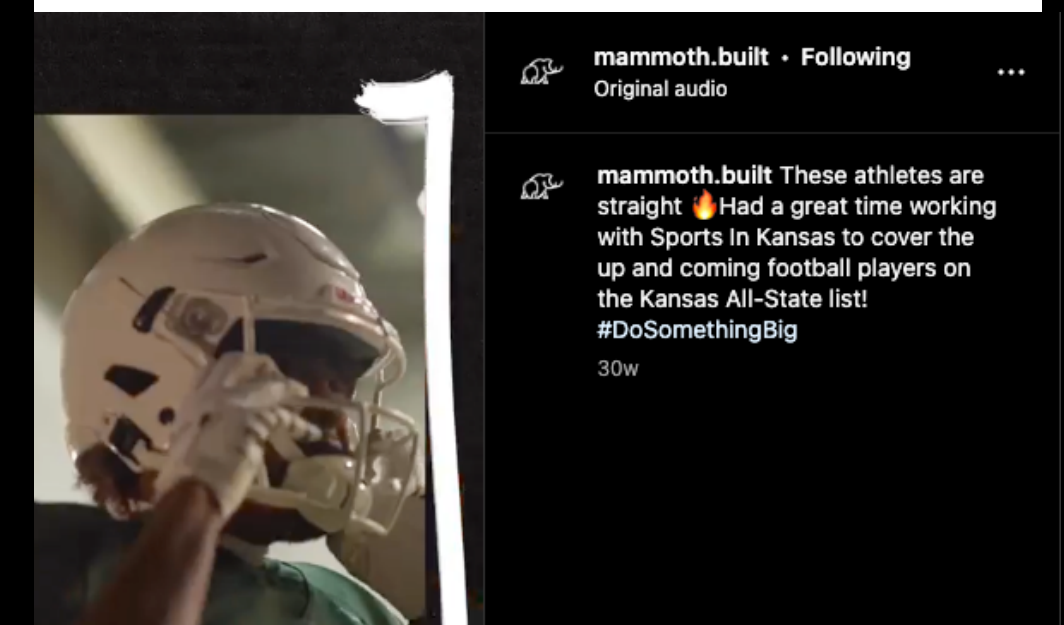 mammoth.built • Following
Original audio
mammoth.built These athletes are
straight 🔥Had a great time working
with Sports In Kansas to cover the
up and coming football players on
the Kansas All-State list!
#DoSomethingBig
30w